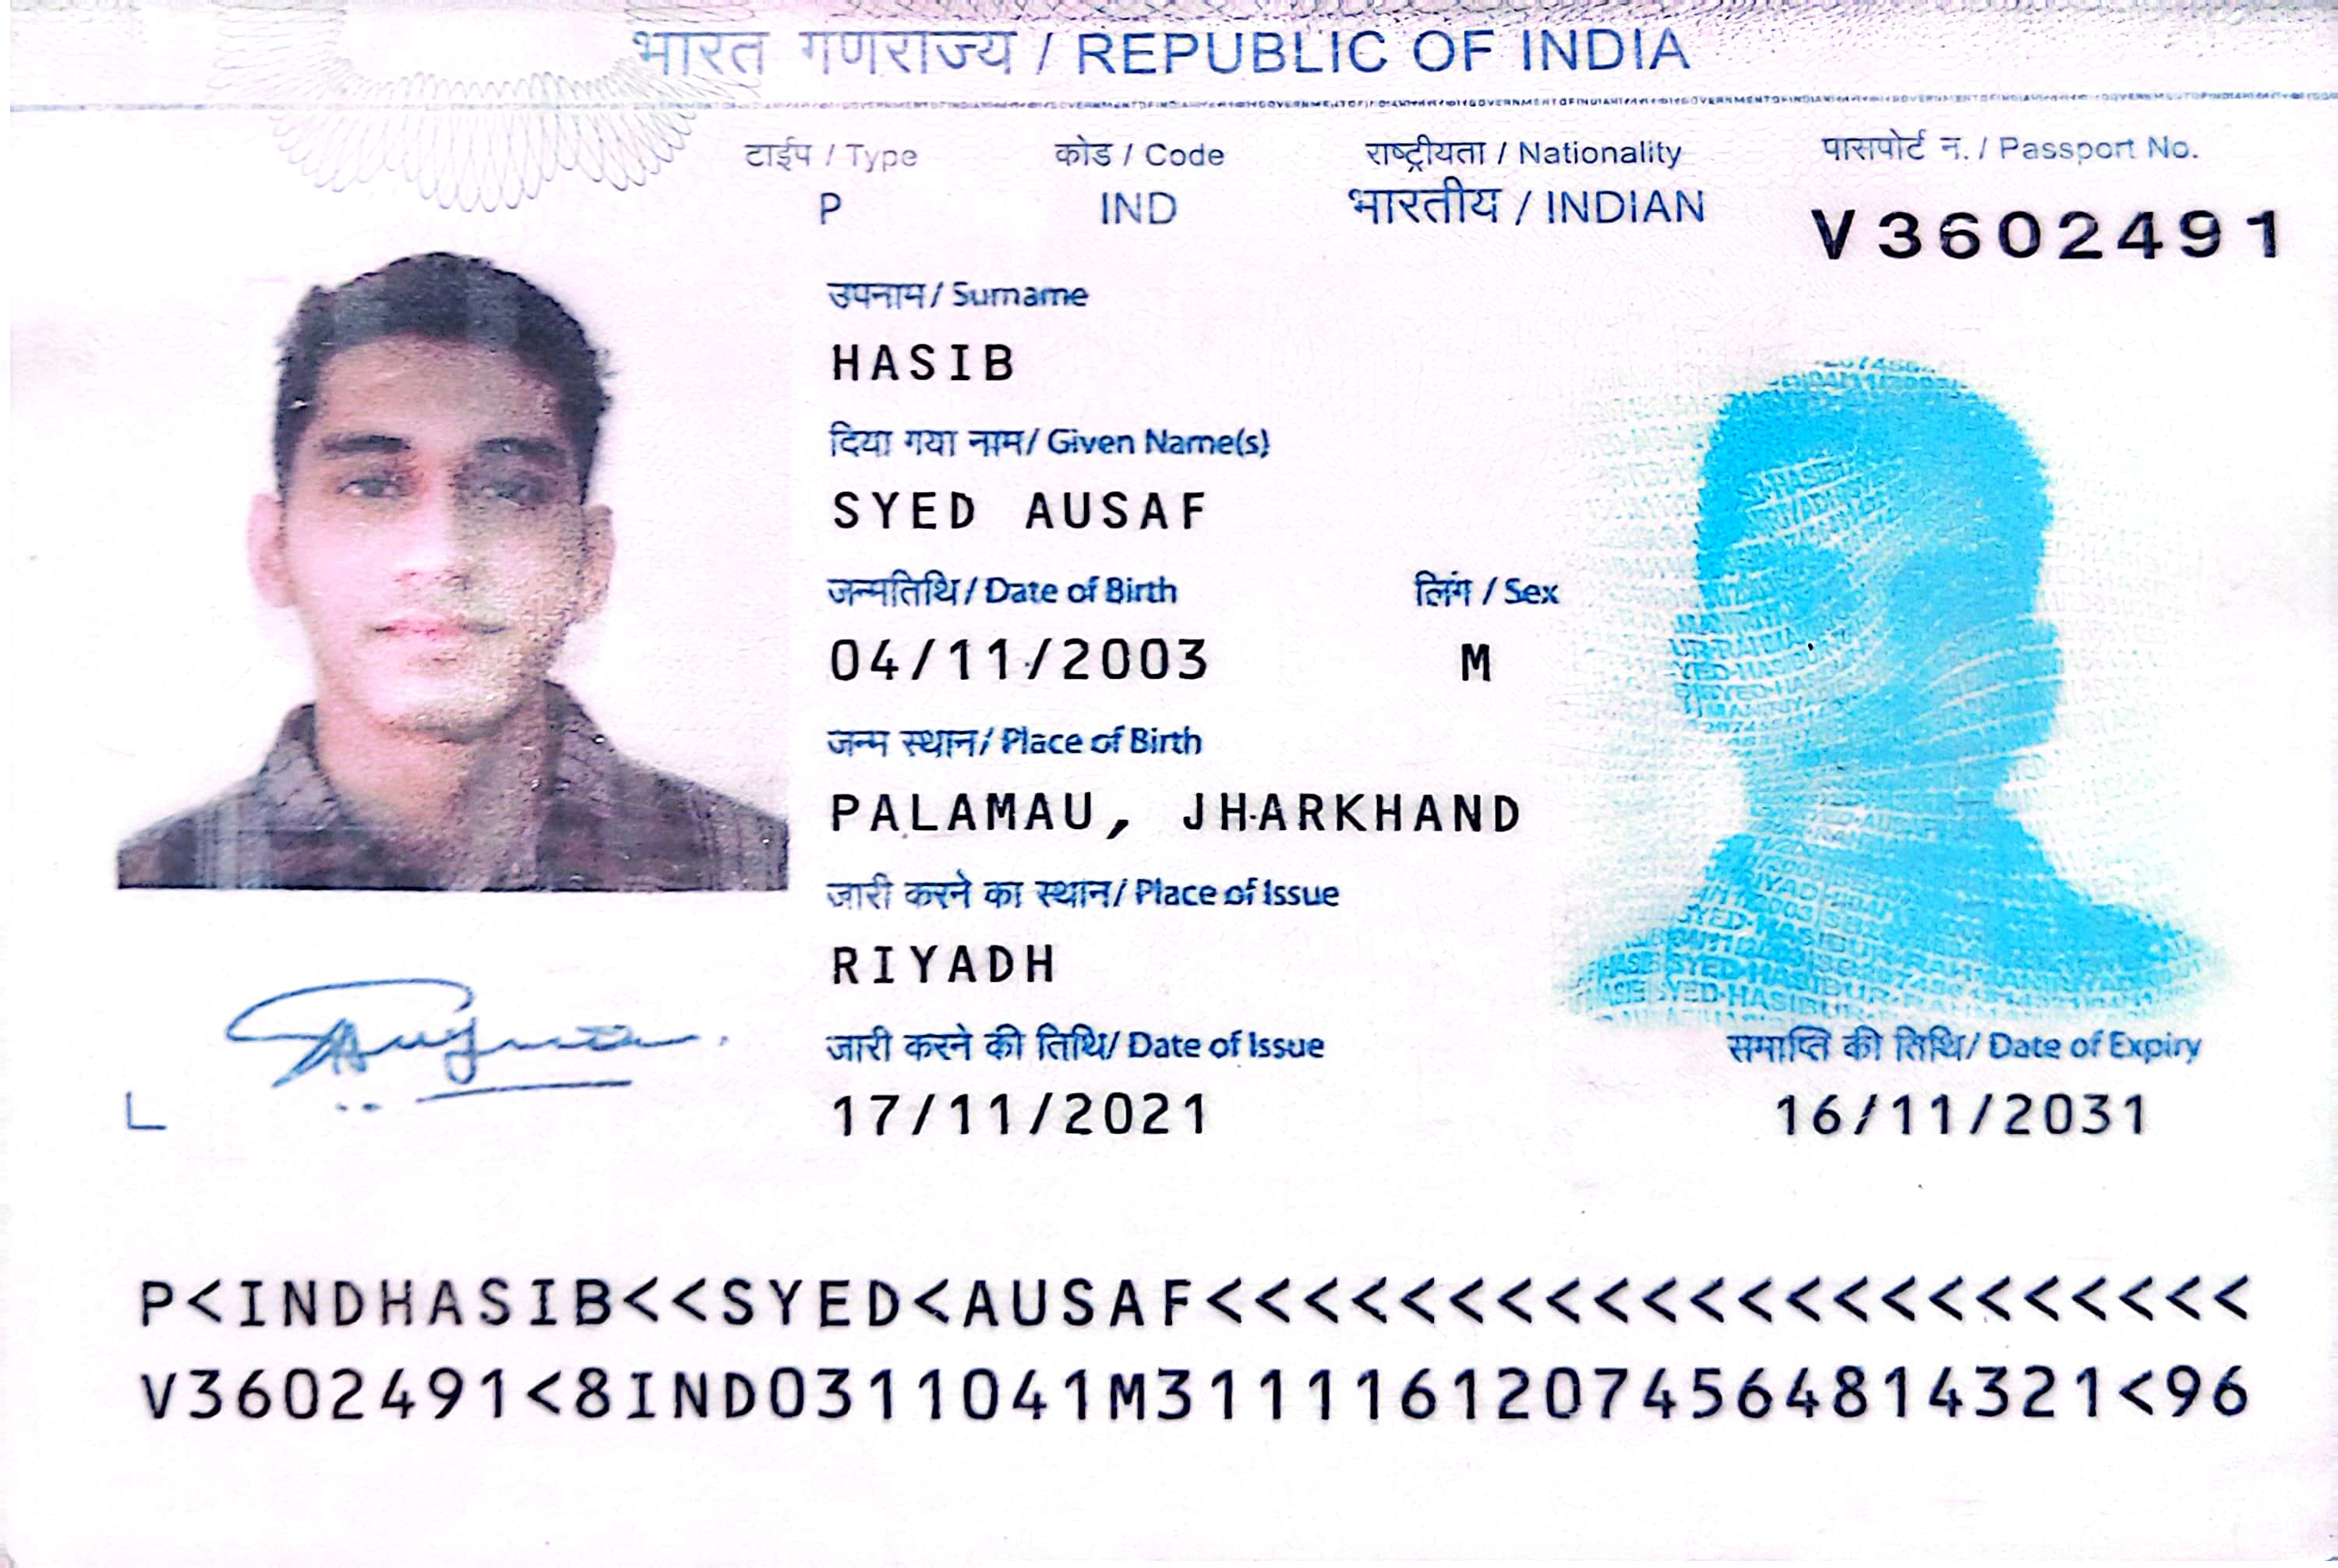 भारत गणराज्य / REPUBLIC OF INDIA
टाईप / Type कोड / Code राष्ट्रीयता / Nationality पासपोर्ट न. / Passport No.
P IND भारतीय / INDIAN V3602491
उपनाम / Surname
HASIB
दिया गया नाम / Given Name(s)
SYED AUSAF
जन्मतिथि / Date of Birth लिंग / Sex
04/11/2003 M
जन्म स्थान / Place of Birth
PALAMAU, JHARKHAND
जारी करने का स्थान / Place of Issue
RIYADH
जारी करने की तिथि / Date of Issue समाप्ति की तिथि / Date of Expiry
17/11/2021 16/11/2031
P<INDHASIB<<SYED<AUSAF<<<<<<<<<<<<<<<<<<<<<<
V3602491<8IND0311041M31111612074564814321<96